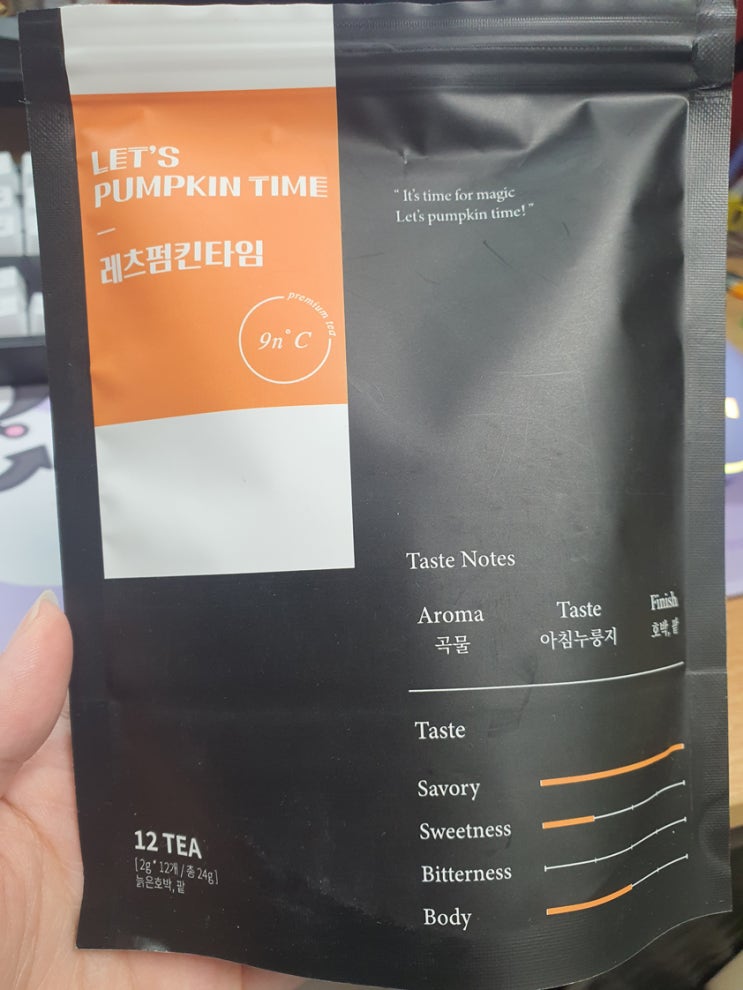 LET'S
PUMPKIN TIME
레츠펌킨타임
premium tea
9n°C
“ It's time for magic
Let's pumpkin time! ”
Taste Notes
Aroma
곡물
Taste
아침누룽지
Finish
호박, 팥
Taste
Savory
Sweetness
Bitterness
Body
12 TEA
[2g * 12개 / 총 24g]
늙은호박, 팥